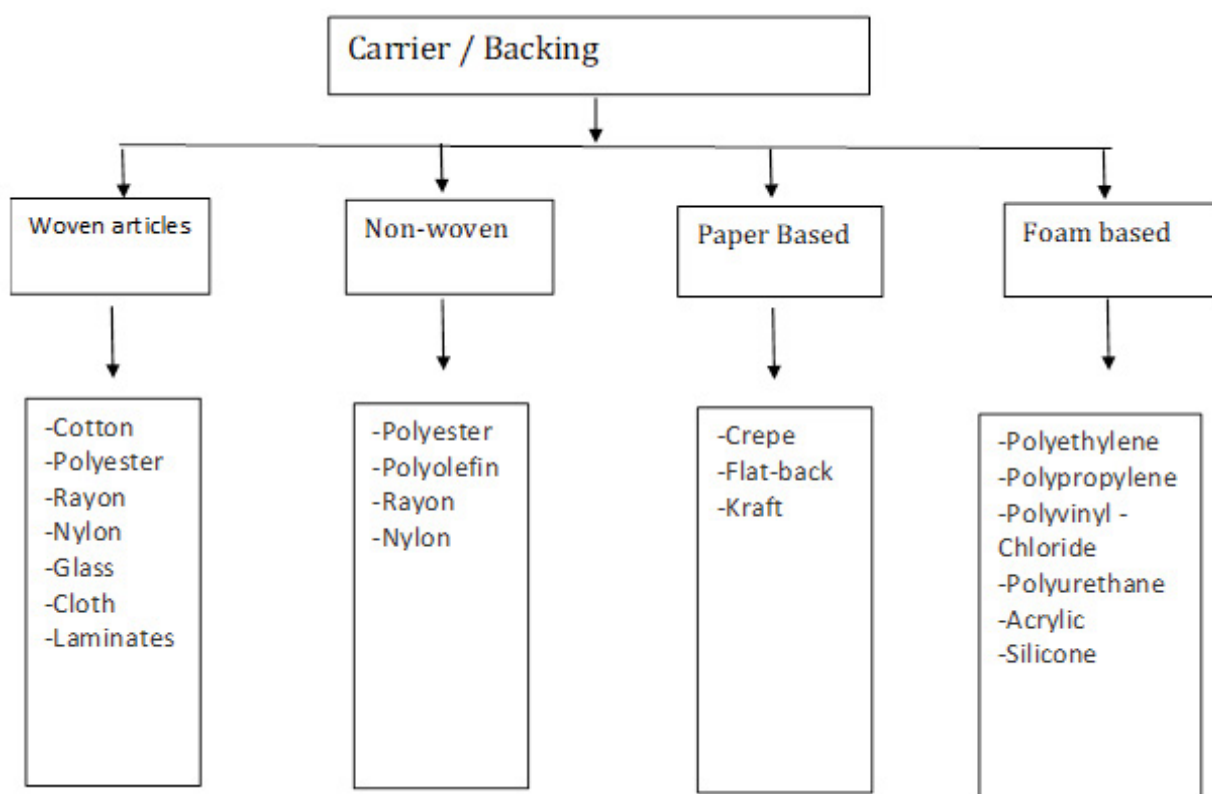 Carrier / Backing
Woven articles
Non-woven
Paper Based
Foam based
-Cotton
-Polyester
-Rayon
-Nylon
-Glass
-Cloth
-Laminates
-Polyester
-Polyolefin
-Rayon
-Nylon
-Crepe
-Flat-back
-Kraft
-Polyethylene
-Polypropylene
-Polyvinyl -
Chloride
-Polyurethane
-Acrylic
-Silicone